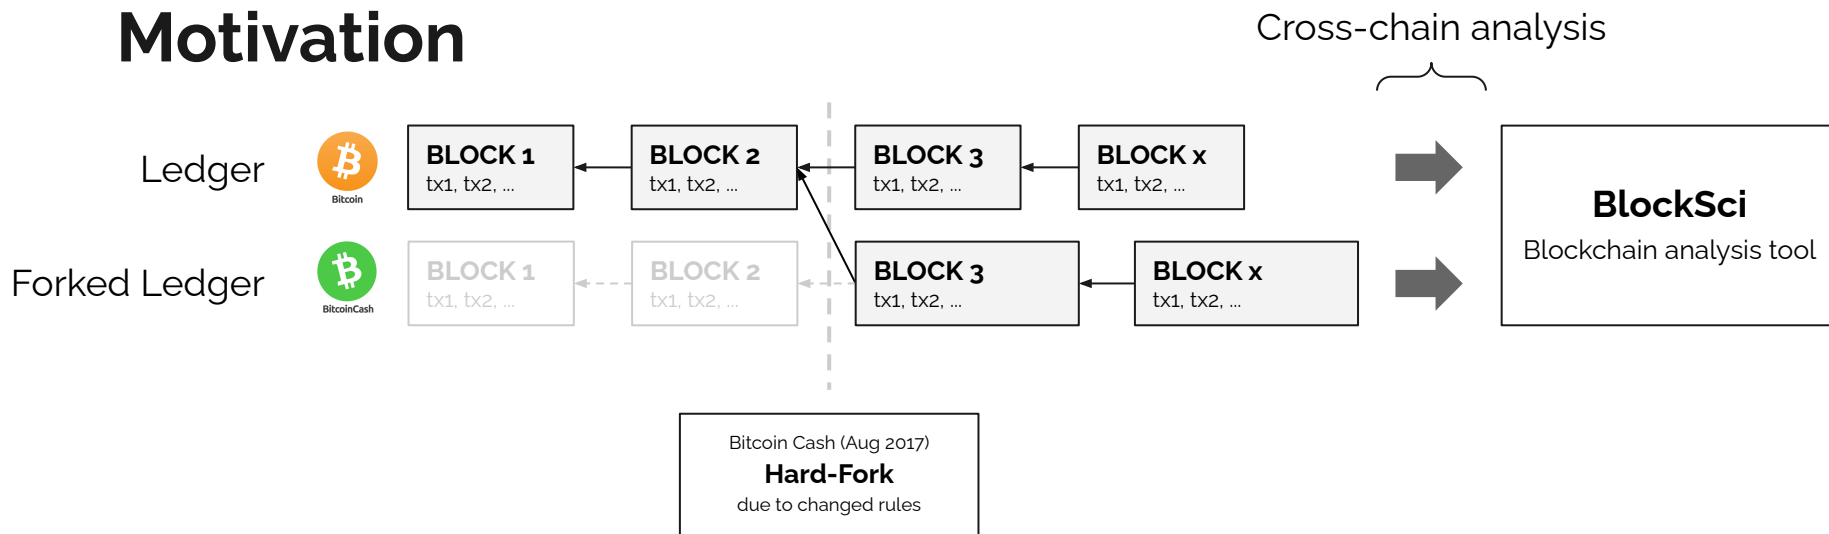 Motivation
Cross-chain analysis
Ledger
Bitcoin
BLOCK 1
tx1, tx2, ...
BLOCK 2
tx1, tx2, ...
BLOCK 3
tx1, tx2, ...
BLOCK x
tx1, tx2, ...
Forked Ledger
BitcoinCash
BLOCK 1
tx1, tx2, ...
BLOCK 2
tx1, tx2, ...
BLOCK 3
tx1, tx2, ...
BLOCK x
tx1, tx2, ...
BlockSci
Blockchain analysis tool
Bitcoin Cash (Aug 2017)
Hard-Fork
due to changed rules